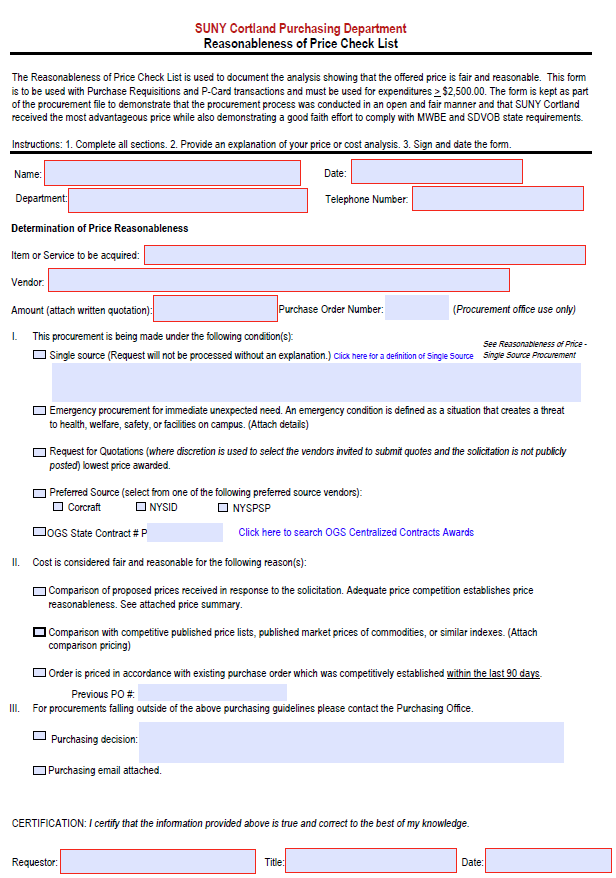 SUNY Cortland Purchasing Department
Reasonableness of Price Check List
The Reasonableness of Price Check List is used to document the analysis showing that the offered price is fair and reasonable. This form
is to be used with Purchase Requisitions and P-Card transactions and must be used for expenditures > $2,500.00. The form is kept as part
of the procurement file to demonstrate that the procurement process was conducted in an open and fair manner and that SUNY Cortland
received the most advantageous price while also demonstrating a good faith effort to comply with MWBE and SDVOB state requirements.
Instructions: 1. Complete all sections. 2. Provide an explanation of your price or cost analysis. 3. Sign and date the form.
Name: Date:
Department: Telephone Number:
Determination of Price Reasonableness
Item or Service to be acquired:
Vendor:
Amount (attach written quotation): Purchase Order Number: (Procurement office use only)
I. This procurement is being made under the following condition(s):
See Reasonableness of Price -
Single source (Request will not be processed without an explanation.) Click here for a definition of Single Source Single Source Procurement
Emergency procurement for immediate unexpected need. An emergency condition is defined as a situation that creates a threat
to health, welfare, safety, or facilities on campus. (Attach details)
Request for Quotations (where discretion is used to select the vendors invited to submit quotes and the solicitation is not publicly
posted) lowest price awarded.
Preferred Source (select from one of the following preferred source vendors):
Corcraft NYSID NYSPSP
OGS State Contract # P Click here to search OGS Centralized Contracts Awards
II. Cost is considered fair and reasonable for the following reason(s):
Comparison of proposed prices received in response to the solicitation. Adequate price competition establishes price
reasonableness. See attached price summary.
Comparison with competitive published price lists, published market prices of commodities, or similar indexes. (Attach
comparison pricing)
Order is priced in accordance with existing purchase order which was competitively established within the last 90 days.
Previous PO #:
III. For procurements falling outside of the above purchasing guidelines please contact the Purchasing Office.
Purchasing decision:
Purchasing email attached.
CERTIFICATION: I certify that the information provided above is true and correct to the best of my knowledge.
Requestor: Title: Date: